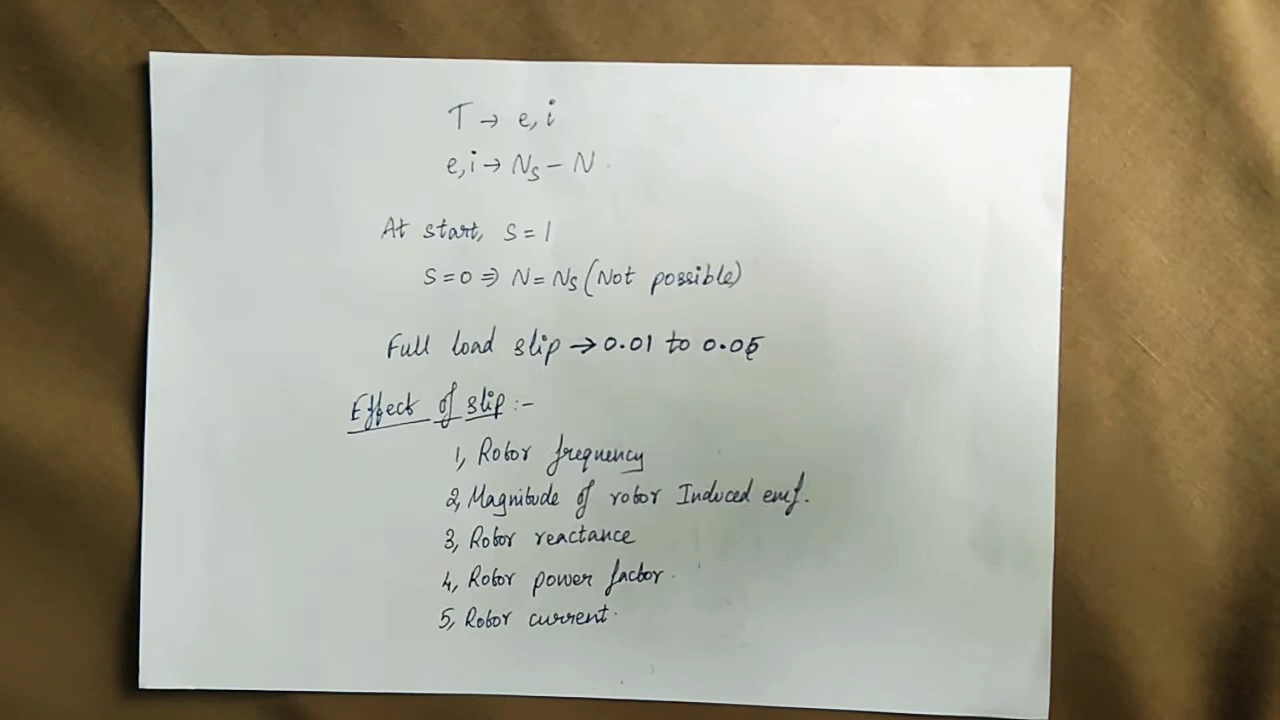 T → e, i
e, i → Ns - N.
At start, s = 1
s = 0 ⇒ N = Ns (Not possible)
Full load slip → 0.01 to 0.05
Effect of slip :-
1, Rotor frequency
2, Magnitude of rotor Induced emf.
3, Rotor reactance
4, Rotor power factor.
5, Rotor current.